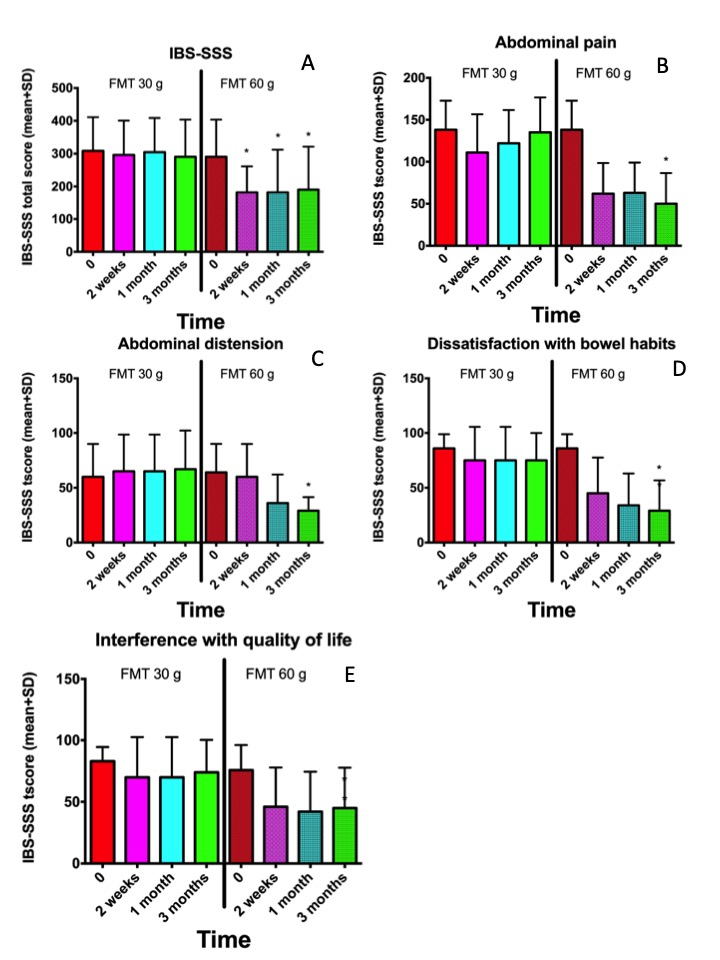 IBS-SSS
A
FMT 30 g
FMT 60 g
IBS-SSS total score (mean+SD)
500
400
300
200
100
0
*
*
*
0
2 weeks
1 month
3 months
0
2 weeks
1 month
3 months
Time
Abdominal pain
B
FMT 30 g
FMT 60 g
IBS-SSS tscore (mean+SD)
200
150
100
50
0
*
0
2 weeks
1 month
3 months
0
2 weeks
1 month
3 moths
Time
Abdominal distension
C
FMT 30 g
FMT 60 g
IBS-SSS tscore (mean+SD)
150
100
50
0
*
0
2 weeks
1 month
3 months
0
2 weeks
1 month
3 months
Time
Dissatisfaction with bowel habits
D
FMT 30 g
FMT 60 g
IBS-SSS tscore (mean+SD)
150
100
50
0
*
*
0
2 weeks
1 month
3 months
0
2 weeks
1 month
3 months
Time
Interference with quality of life
E
FMT 30 g
FMT 60 g
IBS-SSS tscore (mean+SD)
150
100
50
0
*
*
0
2 weeks
1 month
3 months
0
2 weeks
1 month
3 months
Time